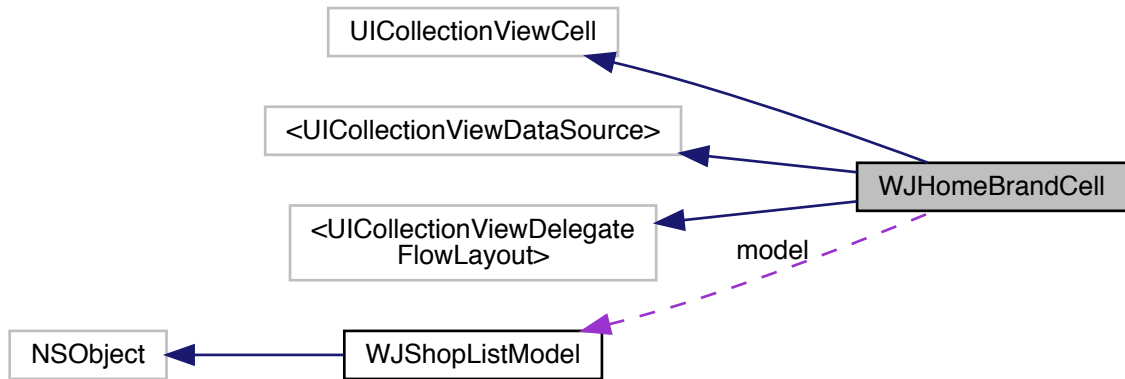 UICollectionViewCell
<UICollectionViewDataSource>
WJHomeBrandCell
<UICollectionViewDelegate
FlowLayout>
model
NSObject
WJShopListModel